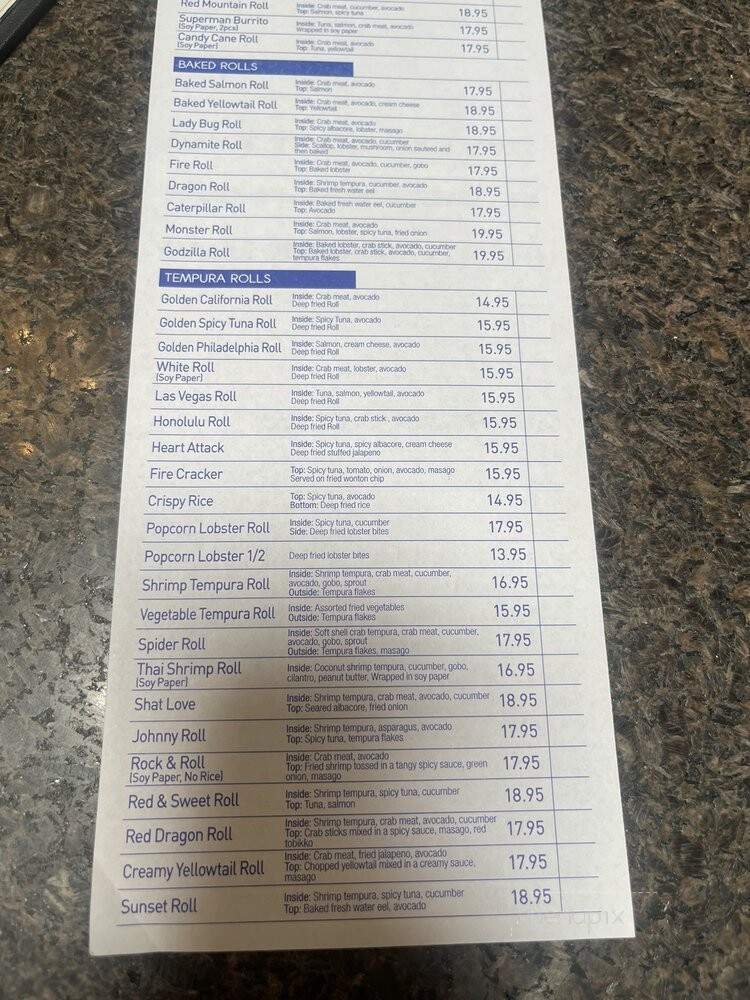 Red Mountain Roll Inside: Crab meat, cucumber, avocado
Top: Salmon, spicy tuna 18.95
Superman Burrito Inside: Tuna, salmon, crab meat, avocado
(Soy Paper, 2pcs) Wrapped in soy paper 17.95
Candy Cane Roll Inside: Crab meat, avocado
(Soy Paper) Top: Tuna, yellowtail 17.95
BAKED ROLLS
Baked Salmon Roll Inside: Crab meat, avocado
Top: Salmon 17.95
Baked Yellowtail Roll Inside: Crab meat, avocado, cream cheese
Top: Yellowtail 18.95
Lady Bug Roll Inside: Crab meat, avocado
Top: Spicy albacore, lobster, masago 18.95
Dynamite Roll Inside: Crab meat, avocado, cucumber
Side: Scallop, lobster, mushroom, onion sauteed and
then baked 17.95
Fire Roll Inside: Crab meat, avocado, cucumber, gobo
Top: Baked lobster 17.95
Dragon Roll Inside: Shrimp tempura, cucumber, avocado
Top: Baked fresh water eel 18.95
Caterpillar Roll Inside: Baked fresh water eel, cucumber
Top: Avocado 17.95
Monster Roll Inside: Crab meat, avocado
Top: Salmon, lobster, spicy tuna, fried onion 19.95
Godzilla Roll Inside: Baked lobster, crab stick, avocado, cucumber
Top: Baked lobster, crab stick, avocado, cucumber,
tempura flakes 19.95
TEMPURA ROLLS
Golden California Roll Inside: Crab meat, avocado
Deep fried Roll 14.95
Golden Spicy Tuna Roll Inside: Spicy Tuna, avocado
Deep fried Roll 15.95
Golden Philadelphia Roll Inside: Salmon, cream cheese, avocado
Deep fried Roll 15.95
White Roll Inside: Crab meat, lobster, avocado
(Soy Paper) Deep fried Roll 15.95
Las Vegas Roll Inside: Tuna, salmon, yellowtail, avocado
Deep fried Roll 15.95
Honolulu Roll Inside: Spicy tuna, crab stick , avocado
Deep fried Roll 15.95
Heart Attack Inside: Spicy tuna, spicy albacore, cream cheese
Deep fried stuffed jalapeno 15.95
Fire Cracker Top: Spicy tuna, tomato, onion, avocado, masago
Served on fried wonton chip 15.95
Crispy Rice Top: Spicy tuna, avocado
Bottom: Deep fried rice 14.95
Popcorn Lobster Roll Inside: Spicy tuna, cucumber
Side: Deep fried lobster bites 17.95
Popcorn Lobster 1/2 Deep fried lobster bites 13.95
Shrimp Tempura Roll Inside: Shrimp tempura, crab meat, cucumber,
avocado, gobo, sprout
Outside: Tempura flakes 16.95
Vegetable Tempura Roll Inside: Assorted fried vegetables
Outside: Tempura flakes 15.95
Spider Roll Inside: Soft shell crab tempura, crab meat, cucumber,
avocado, gobo, sprout
Outside: Tempura flakes, masago 17.95
Thai Shrimp Roll Inside: Coconut shrimp tempura, cucumber, gobo,
(Soy Paper) cilantro, peanut butter, Wrapped in soy paper 16.95
Shat Love Inside: Shrimp tempura, crab meat, avocado, cucumber
Top: Seared albacore, fried onion 18.95
Johnny Roll Inside: Shrimp tempura, asparagus, avocado
Top: Spicy tuna, tempura flakes 17.95
Rock & Roll Inside: Crab meat, avocado
(Soy Paper, No Rice) Top: Fried shrimp tossed in a tangy spicy sauce, green
onion, masago 17.95
Red & Sweet Roll Inside: Shrimp tempura, spicy tuna, cucumber
Top: Tuna, salmon 18.95
Red Dragon Roll Inside: Shrimp tempura, crab meat, avocado, cucumber
Top: Crab sticks mixed in a spicy sauce, masago, red
tobikko 17.95
Creamy Yellowtail Roll Inside: Crab meat, fried jalapeno, avocado
Top: Chopped yellowtail mixed in a creamy sauce,
masago 17.95
Sunset Roll Inside: Shrimp tempura, spicy tuna, cucumber
Top: Baked fresh water eel, avocado 18.95